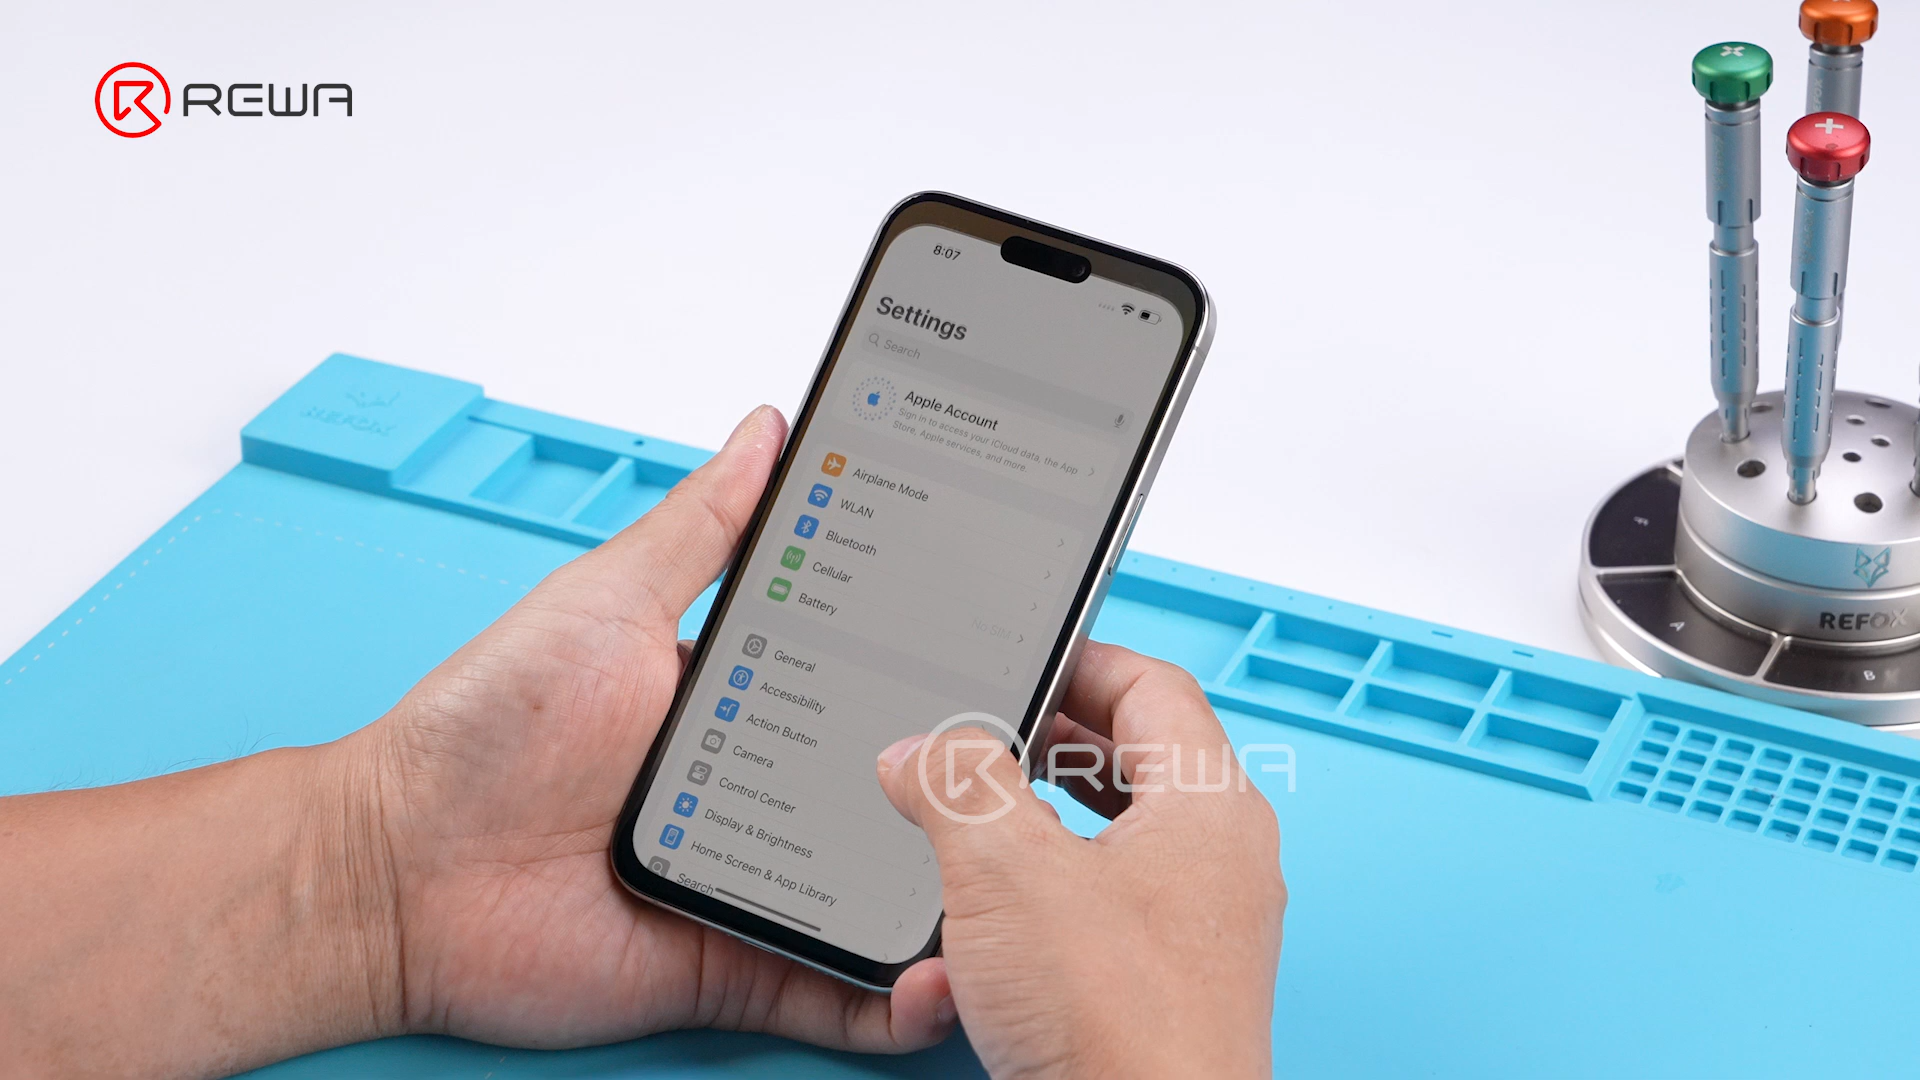 REWA
8:07
Settings
Search
Apple Account
Sign in to access your iCloud data, the App
Store, Apple services, and more.
Airplane Mode
WLAN
Bluetooth
Cellular
No SIM
Battery
General
Accessibility
Action Button
Camera
Control Center
Display & Brightness
Home Screen & App Library
Search
REWA
REFOX
REFOX
A
B
F